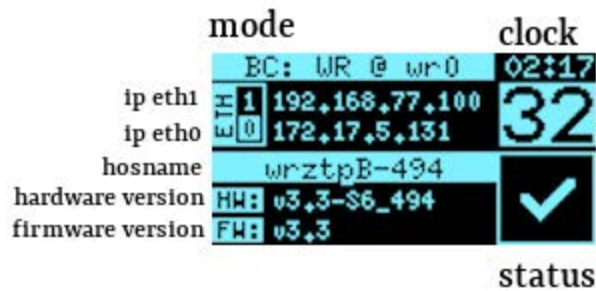 mode
clock
BC: WR @ wr0 02:17
ip eth1 ETH 1 192.168.77.100 32
ip eth0 0 172.17.5.131
hosname wrztpB-494
hardware version HW: v3.3-S6_494
firmware version FW: v3.3
status